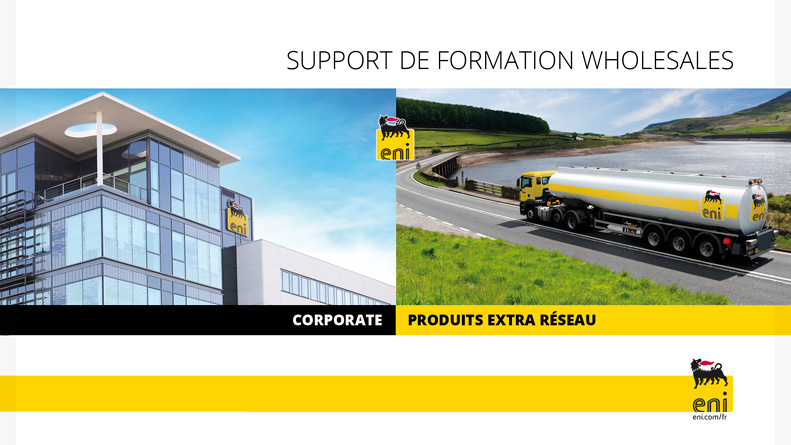 SUPPORT DE FORMATION WHOLESALES
eni
eni
eni
eni
CORPORATE
PRODUITS EXTRA RÉSEAU
eni
eni.com/fr